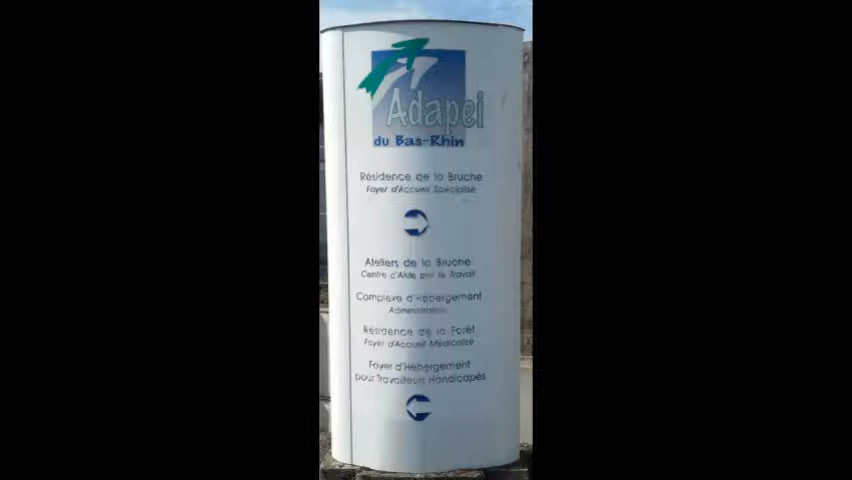 Adapei
du Bas-Rhin
Résidence de la Bruche
Foyer d'Accueil Spécialisé
Ateliers de la Bruche
Centre d'Aide par le Travail
Complexe d'Hébergement
Administration
Résidence de la Forêt
Foyer d'Accueil Médicalisé
Foyer d'Hébergement
pour Travailleurs Handicapés